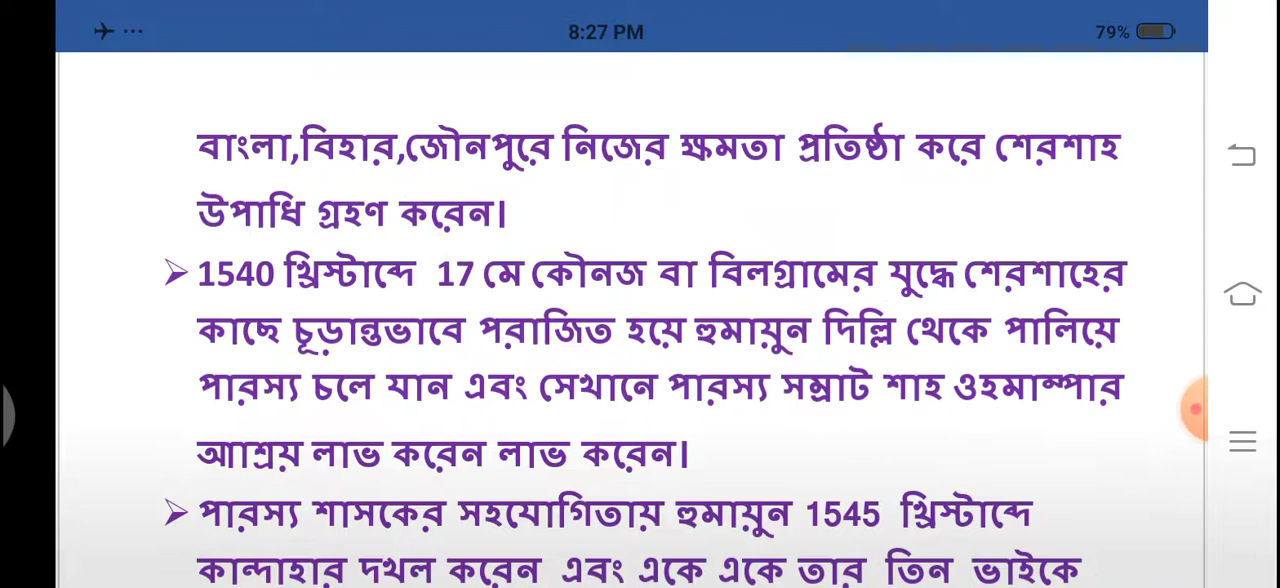 8:27 PM
79%
বাংলা,বিহার,জৌনপুরে নিজের ক্ষমতা প্রতিষ্ঠা করে শেরশাহ
উপাধি গ্রহণ করেন।
➢ 1540 খ্রিস্টাব্দে 17 মে কৌনজ বা বিলগ্রামের যুদ্ধে শেরশাহের
কাছে চূড়ান্তভাবে পরাজিত হয়ে হুমায়ুন দিল্লি থেকে পালিয়ে
পারস্য চলে যান এবং সেখানে পারস্য সম্রাট শাহ ওহমাস্পার
আাশ্রয় লাভ করেন লাভ করেন।
➢ পারস্য শাসকের সহযোগিতায় হুমায়ুন 1545 খ্রিস্টাব্দে
কান্দাহার দখল করেন এবং একে একে তার তিন ভাইকে